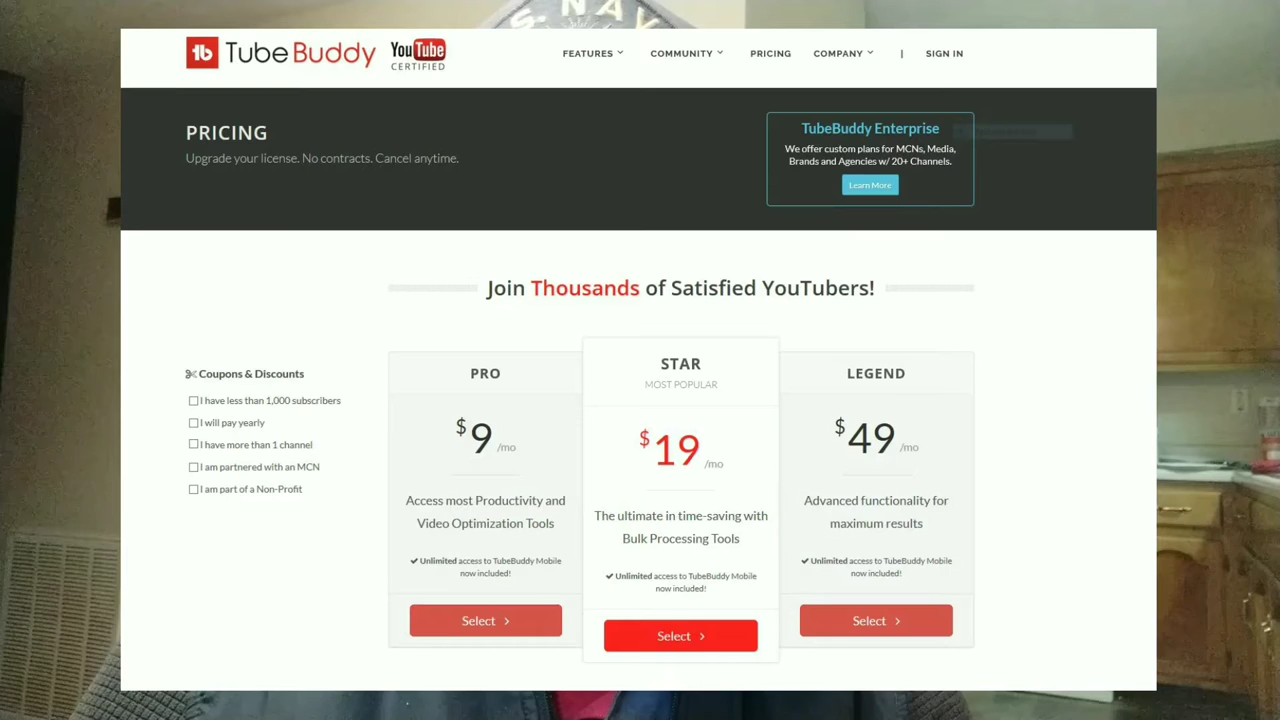 S. NAV
1b TubeBuddy YouTube
CERTIFIED
FEATURES COMMUNITY PRICING COMPANY | SIGN IN
PRICING
Upgrade your license. No contracts. Cancel anytime.
TubeBuddy Enterprise
We offer custom plans for MCNs, Media,
Brands and Agencies w/ 20+ Channels.
Learn More
Join Thousands of Satisfied YouTubers!
Coupons & Discounts
I have less than 1,000 subscribers
I will pay yearly
I have more than 1 channel
I am partnered with an MCN
I am part of a Non-Profit
PRO
$9/mo
Access most Productivity and
Video Optimization Tools
Unlimited access to TubeBuddy Mobile
now included!
Select
STAR
MOST POPULAR
$19/mo
The ultimate in time-saving with
Bulk Processing Tools
Unlimited access to TubeBuddy Mobile
now included!
Select
LEGEND
$49/mo
Advanced functionality for
maximum results
Unlimited access to TubeBuddy Mobile
now included!
Select